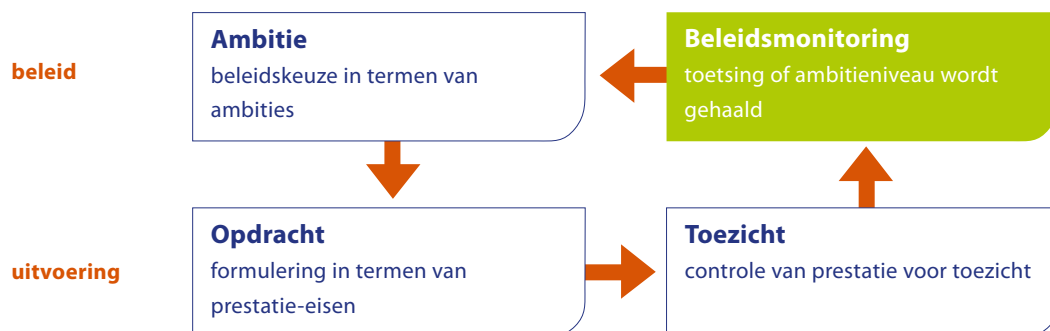 beleid
Ambitie
beleidskeuze in termen van
ambities
Beleidsmonitoring
toetsing of ambitieniveau wordt
gehaald
uitvoering
Opdracht
formulering in termen van
prestatie-eisen
Toezicht
controle van prestatie voor toezicht